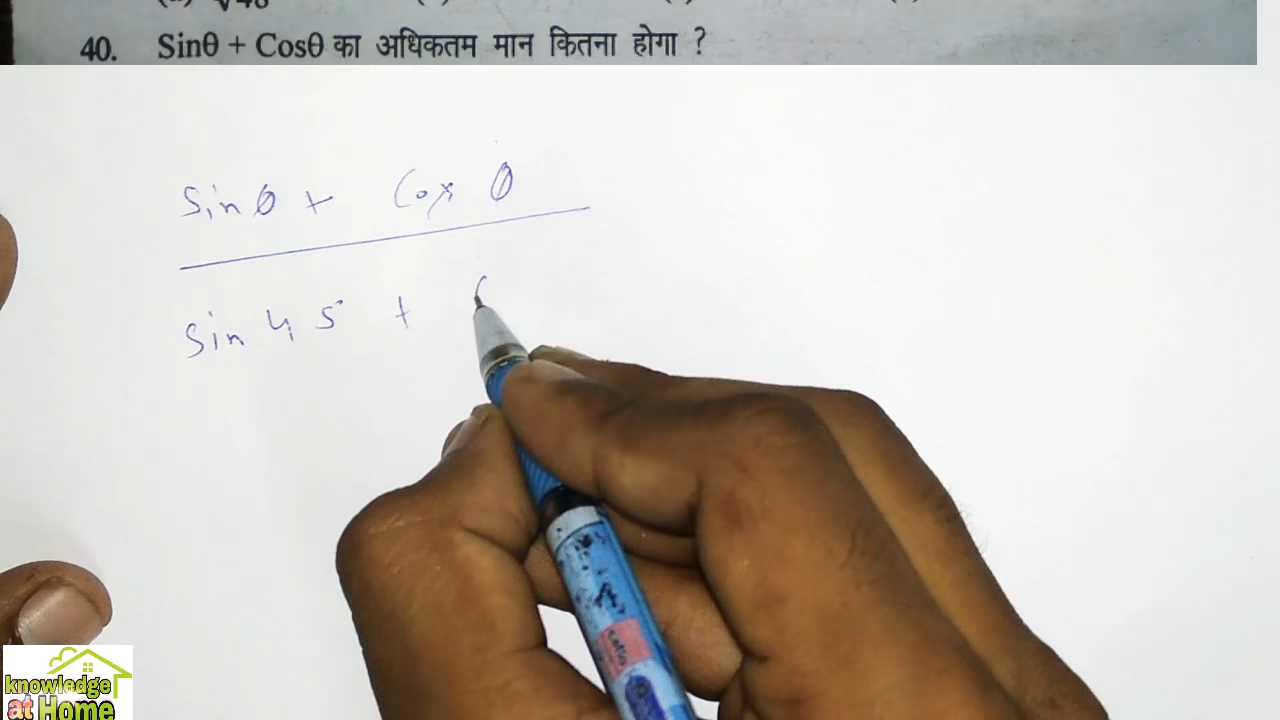 40. Sinθ + Cosθ का अधिकतम मान कितना होगा ?
Sin θ + Cos θ
Sin 45° +
knowledge
at Home